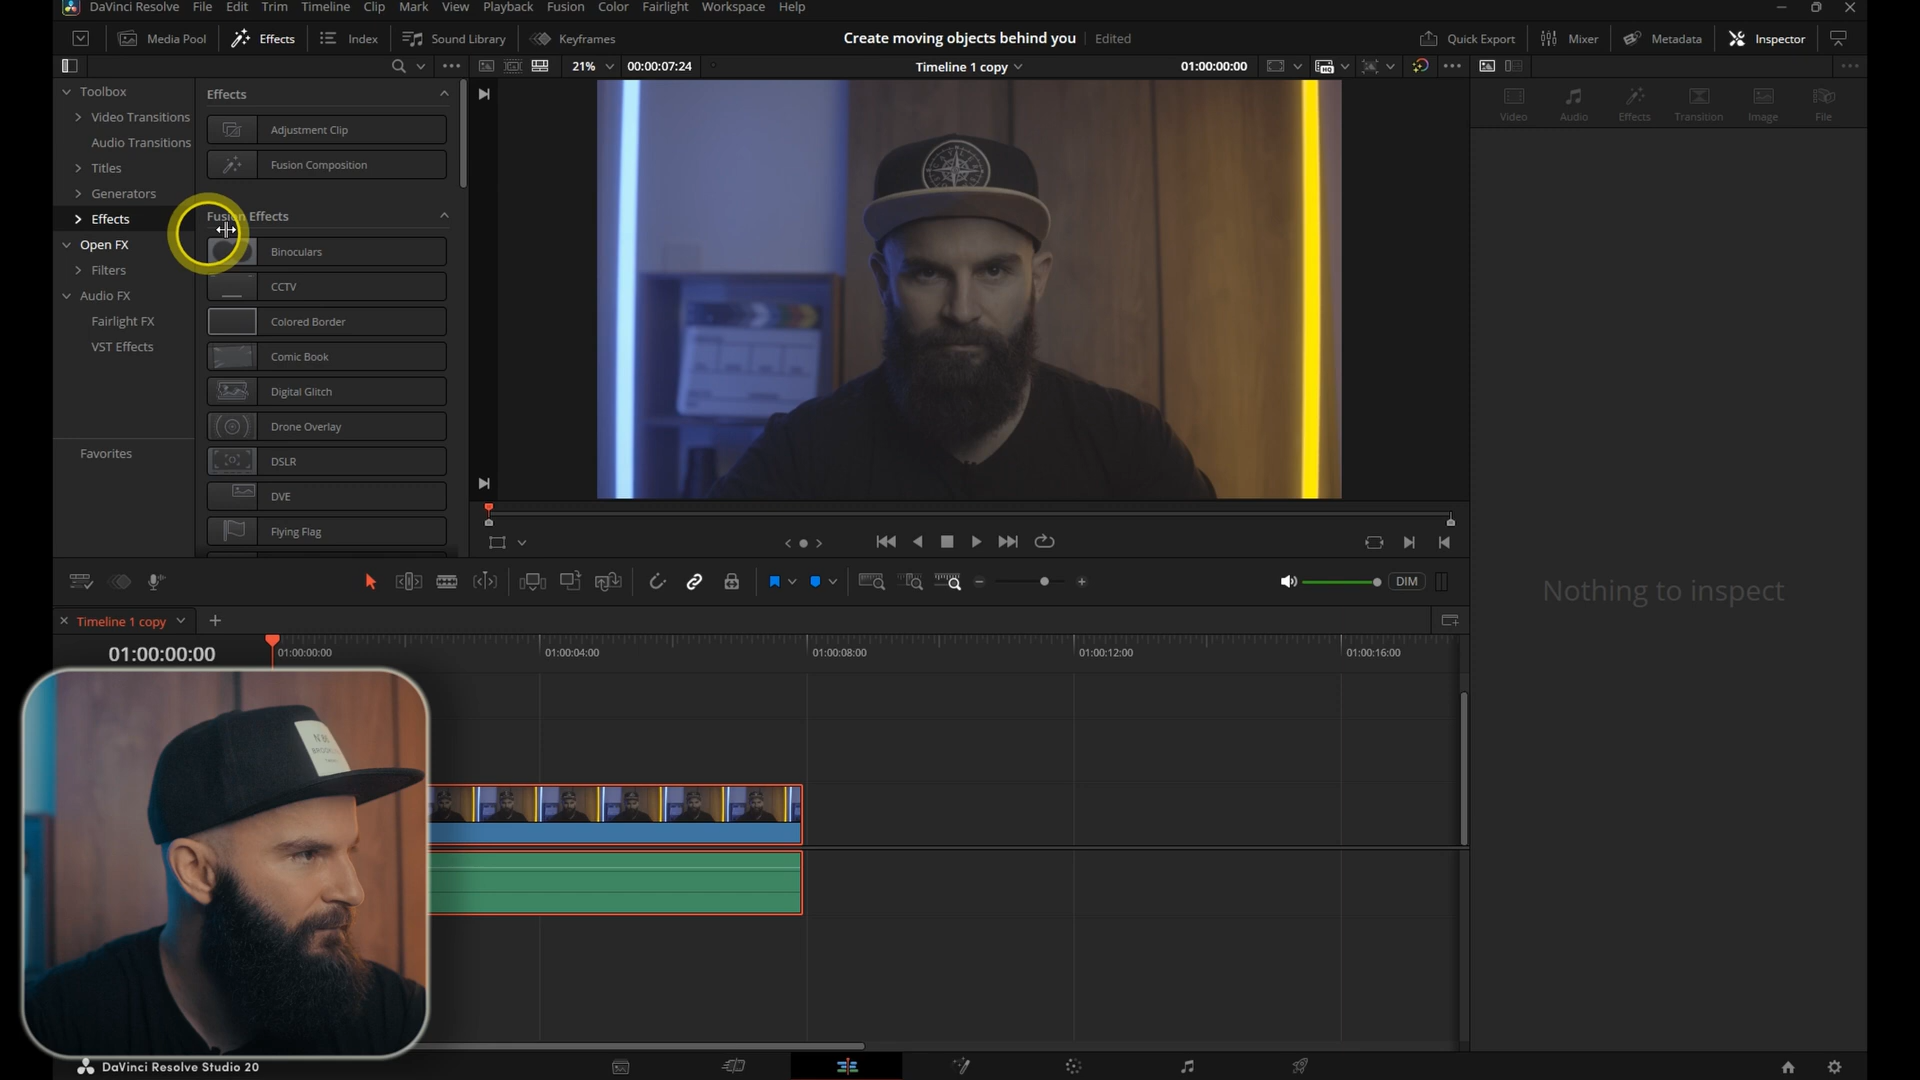 DaVinci Resolve File Edit Trim Timeline Clip Mark View Playback Fusion Color Fairlight Workspace Help
Media Pool Effects Index Sound Library Keyframes Create moving objects behind you Edited Quick Export Mixer Metadata Inspector
21% 00:00:07:24 Timeline 1 copy 01:00:00:00
Toolbox
Video Transitions
Audio Transitions
Titles
Generators
Effects
Open FX
Filters
Audio FX
Fairlight FX
VST Effects
Favorites
Effects
Adjustment Clip
Fusion Composition
Fusion Effects
Binoculars
CCTV
Colored Border
Comic Book
Digital Glitch
Drone Overlay
DSLR
DVE
Flying Flag
Video Audio Effects Transition Image File
Nothing to inspect
DIM
Timeline 1 copy
01:00:00:00
01:00:00:00 01:00:04:00 01:00:08:00 01:00:12:00 01:00:16:00
DaVinci Resolve Studio 20